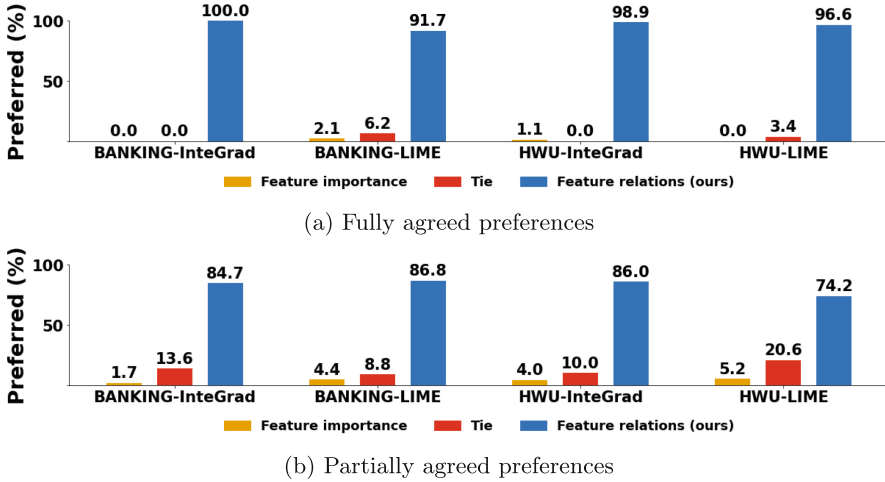 Preferred (%)
100
50
0.0 0.0 100.0
2.1 6.2 91.7
1.1 0.0 98.9
0.0 3.4 96.6
BANKING-InteGrad BANKING-LIME HWU-InteGrad HWU-LIME
Feature importance Tie Feature relations (ours)
(a) Fully agreed preferences
Preferred (%)
100
50
1.7 13.6 84.7
4.4 8.8 86.8
4.0 10.0 86.0
5.2 20.6 74.2
BANKING-InteGrad BANKING-LIME HWU-InteGrad HWU-LIME
Feature importance Tie Feature relations (ours)
(b) Partially agreed preferences